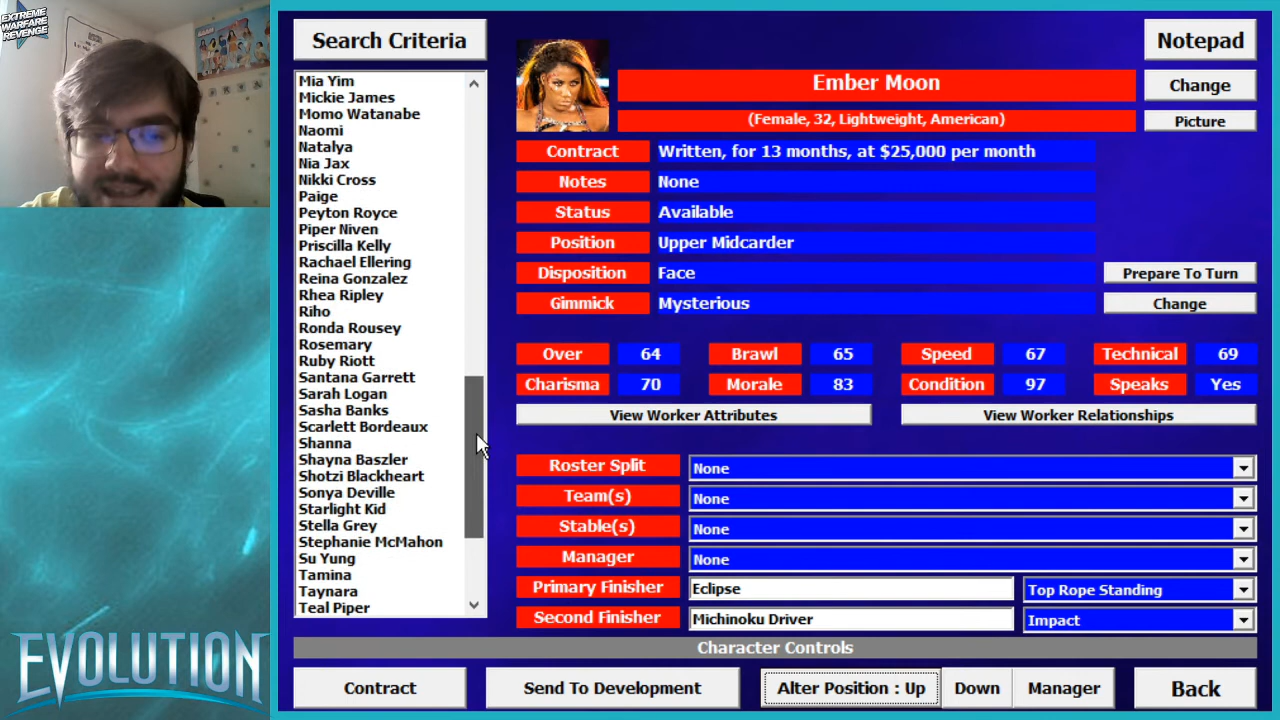 EXTREME
WARFARE
REVENGE
Search Criteria
Mia Yim
Mickie James
Momo Watanabe
Naomi
Natalya
Nia Jax
Nikki Cross
Paige
Peyton Royce
Piper Niven
Priscilla Kelly
Rachael Ellering
Reina Gonzalez
Rhea Ripley
Riho
Ronda Rousey
Rosemary
Ruby Riott
Santana Garrett
Sarah Logan
Sasha Banks
Scarlett Bordeaux
Shanna
Shayna Baszler
Shotzi Blackheart
Sonya Deville
Starlight Kid
Stella Grey
Stephanie McMahon
Su Yung
Tamina
Taynara
Teal Piper
Ember Moon
(Female, 32, Lightweight, American)
Notepad
Change
Picture
Contract Written, for 13 months, at $25,000 per month
Notes None
Status Available
Position Upper Midcarder
Disposition Face Prepare To Turn
Gimmick Mysterious Change
Over 64 Brawl 65 Speed 67 Technical 69
Charisma 70 Morale 83 Condition 97 Speaks Yes
View Worker Attributes View Worker Relationships
Roster Split None
Team(s) None
Stable(s) None
Manager None
Primary Finisher Eclipse Top Rope Standing
Second Finisher Michinoku Driver Impact
Character Controls
Contract Send To Development Alter Position : Up Down Manager Back
EVOLUTION